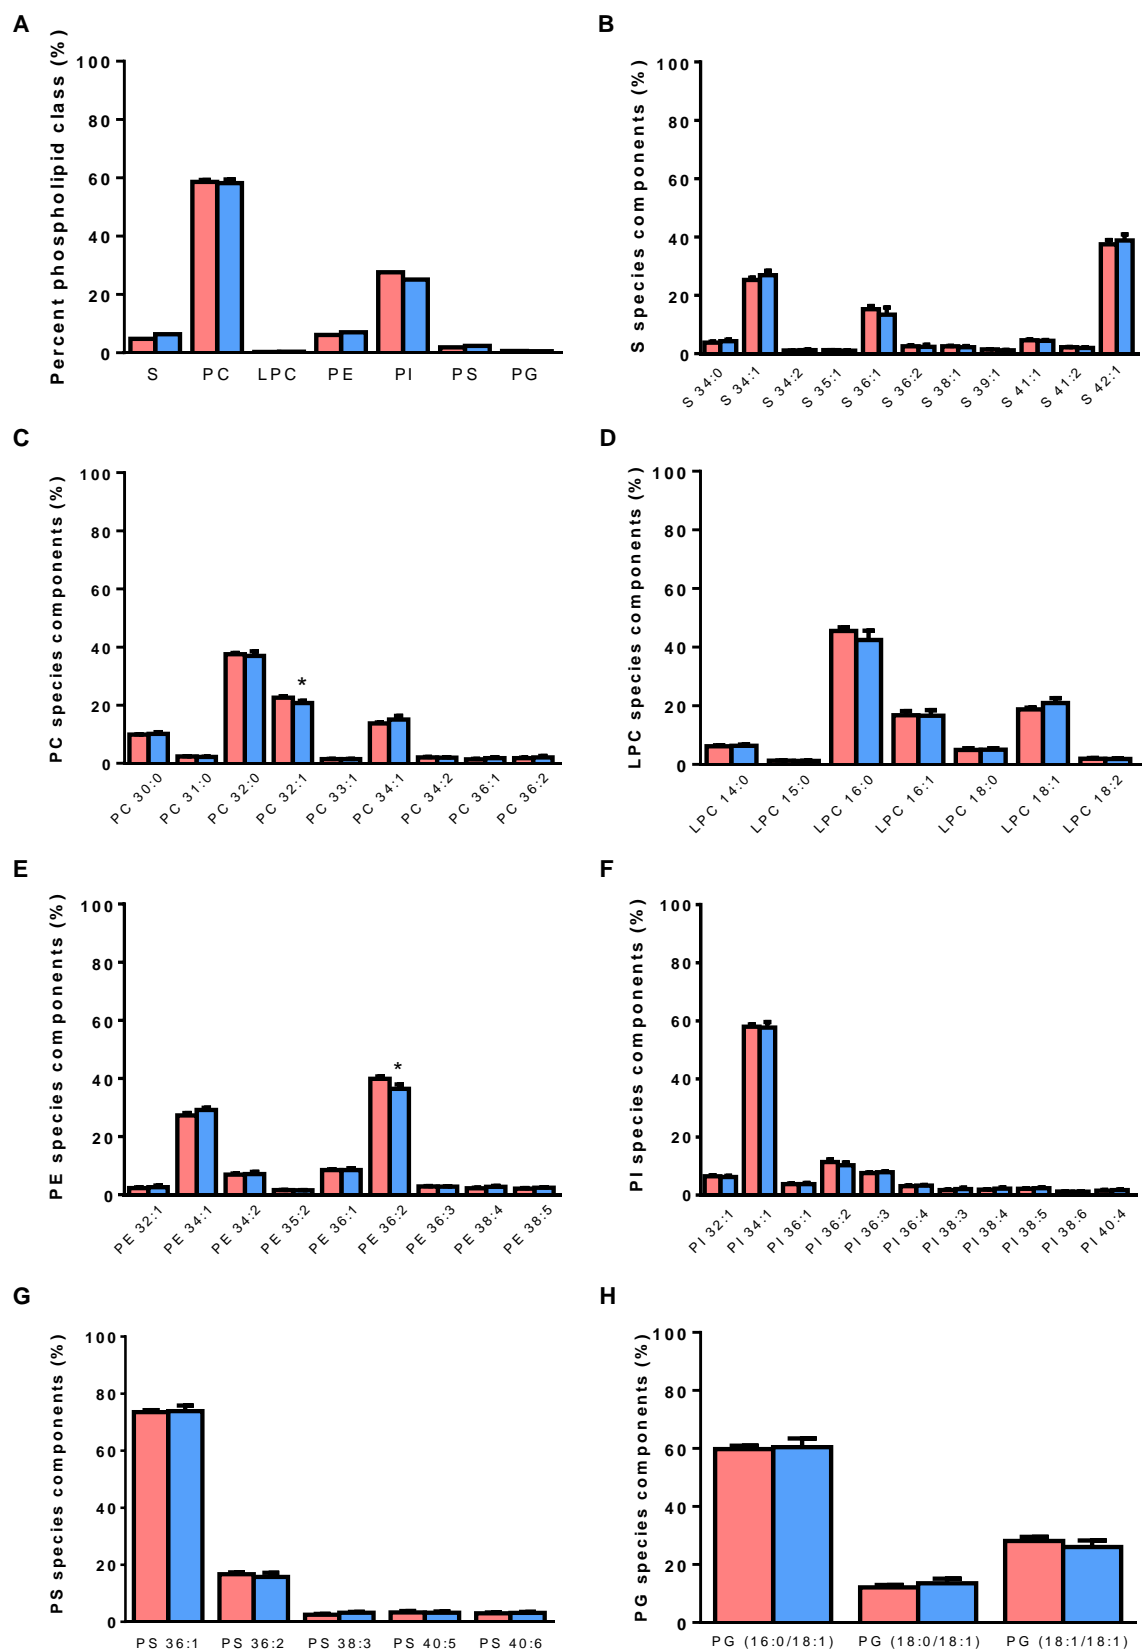 A
Percent phospholipid class (%)
100
80
60
40
20
0
S PC LPC PE PI PS PG
B
S species components (%)
100
80
60
40
20
0
S 34:0 S 34:1 S 34:2 S 35:1 S 36:1 S 36:2 S 38:1 S 39:1 S 41:1 S 41:2 S 42:1
C
PC species components (%)
100
80
60
40
20
0
*
PC 30:0 PC 31:0 PC 32:0 PC 32:1 PC 33:1 PC 34:1 PC 34:2 PC 36:1 PC 36:2
D
LPC species components (%)
100
80
60
40
20
0
LPC 14:0 LPC 15:0 LPC 16:0 LPC 16:1 LPC 18:0 LPC 18:1 LPC 18:2
E
PE species components (%)
100
80
60
40
20
0
*
PE 32:1 PE 34:1 PE 34:2 PE 35:2 PE 36:1 PE 36:2 PE 36:3 PE 38:4 PE 38:5
F
PI species components (%)
100
80
60
40
20
0
PI 32:1 PI 34:1 PI 36:1 PI 36:2 PI 36:3 PI 36:4 PI 38:3 PI 38:4 PI 38:5 PI 38:6 PI 40:4
G
PS species components (%)
100
80
60
40
20
0
PS 36:1 PS 36:2 PS 38:3 PS 40:5 PS 40:6
H
PG species components (%)
100
80
60
40
20
0
PG (16:0/18:1) PG (18:0/18:1) PG (18:1/18:1)